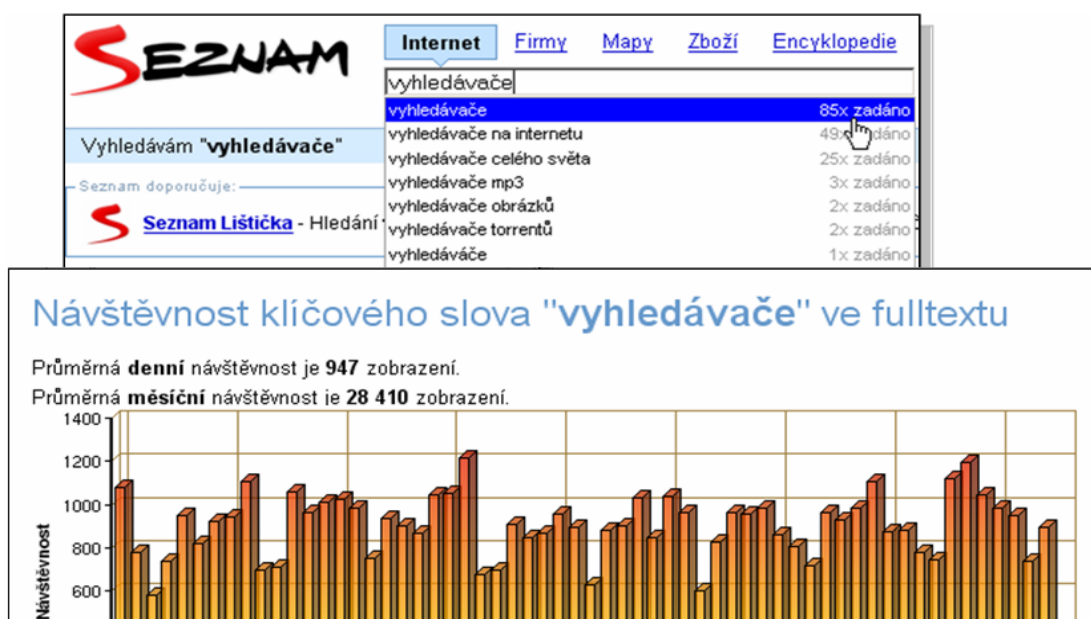 SEZNAM
Internet Firmy Mapy Zboží Encyklopedie
vyhledávače
vyhledávače 85x zadáno
vyhledávače na internetu 49x
vyhledávače celého světa 25x zadáno
vyhledávače mp3 3x zadáno
vyhledávače obrázků 2x zadáno
vyhledávače torrentů 2x zadáno
vyhledáváče 1x zadáno
Vyhledávám "vyhledávače"
Seznam doporučuje:
Seznam Lištička - Hledání
Návštěvnost klíčového slova "vyhledávače" ve fulltextu
Průměrná denní návštěvnost je 947 zobrazení.
Průměrná měsíční návštěvnost je 28 410 zobrazení.
1400
1200
1000
800
600
Návštěvnost